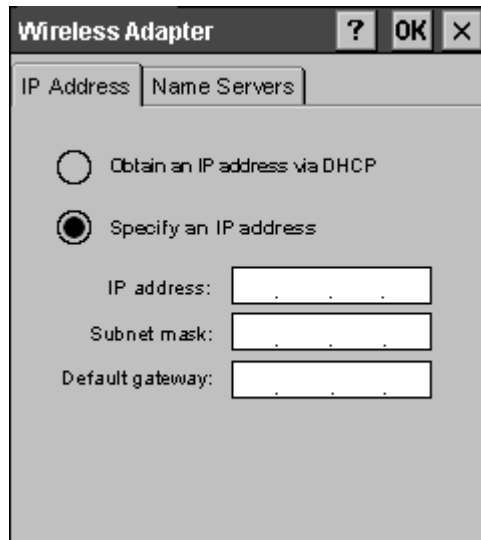 Wireless Adapter ? OK ×
IP Address Name Servers
Obtain an IP address via DHCP
Specify an IP address
IP address: . . .
Subnet mask: . . .
Default gateway: . . .